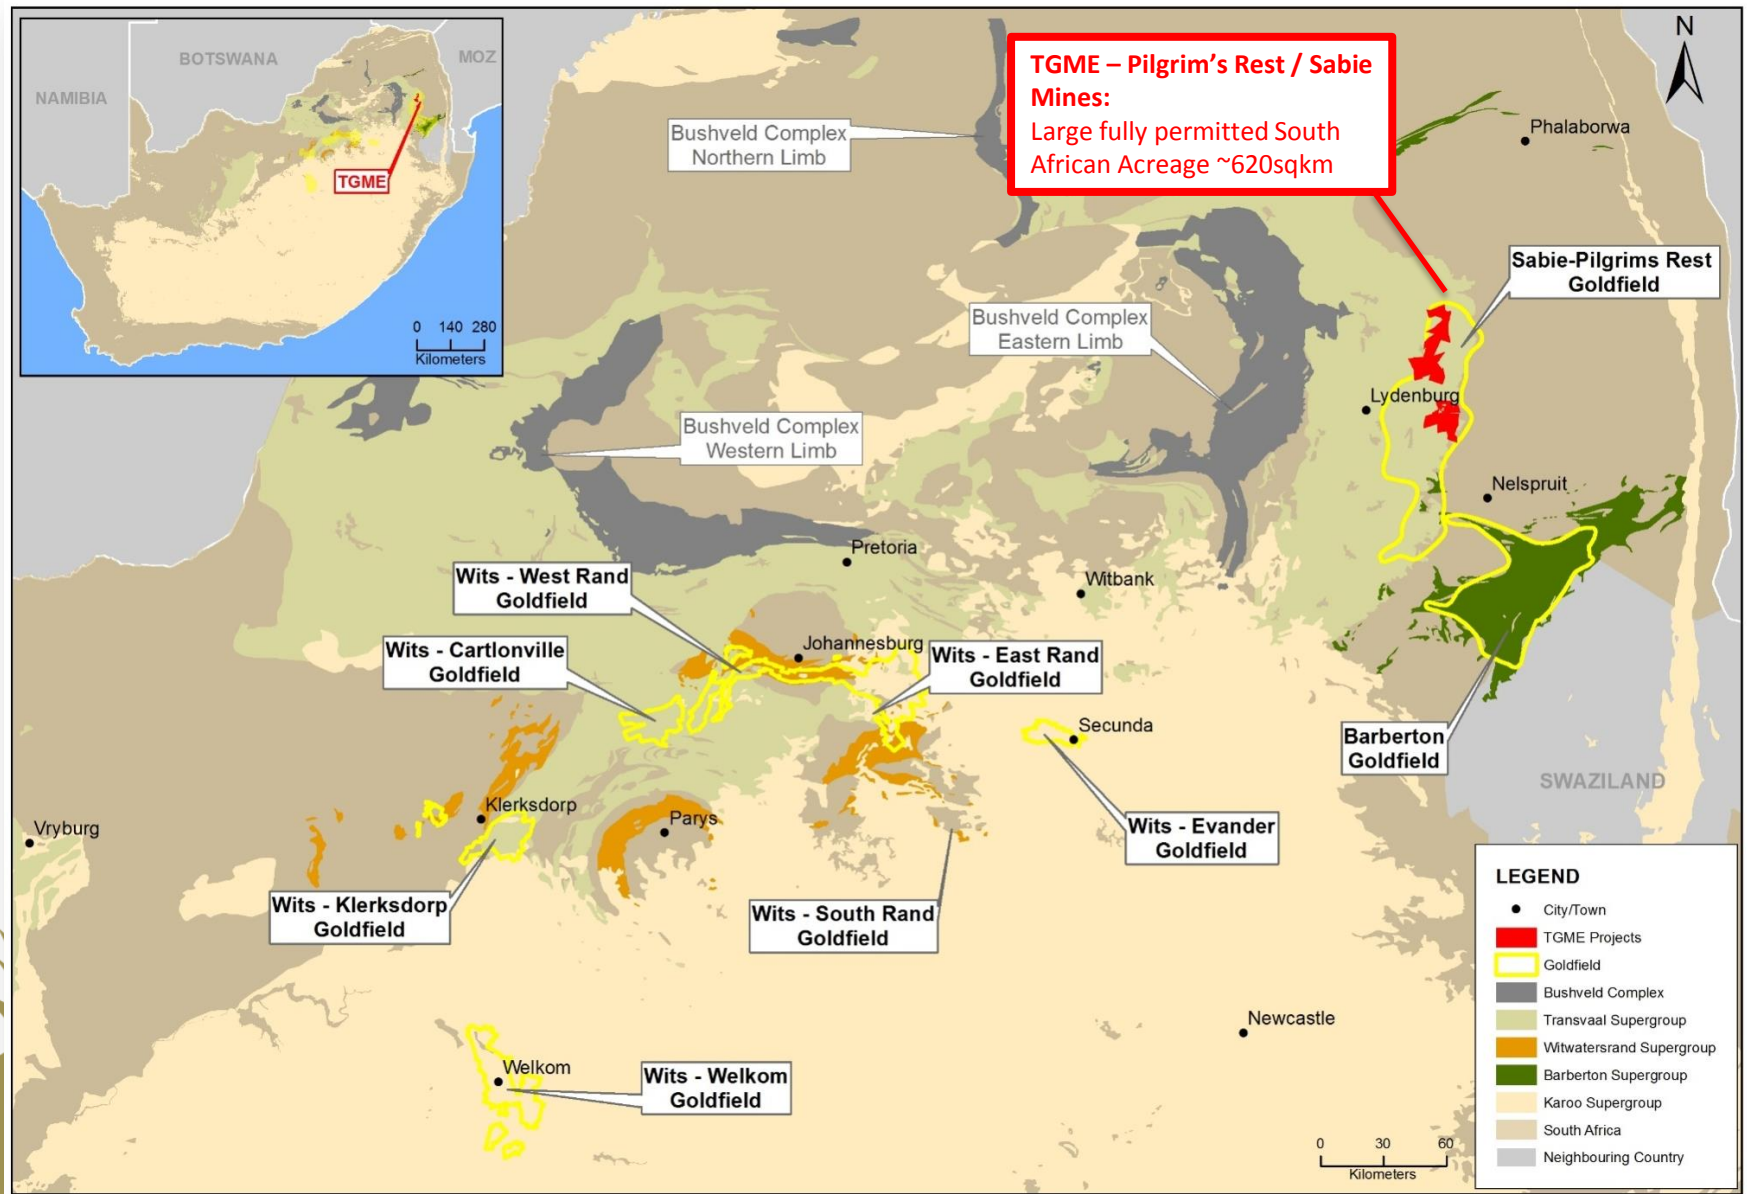 BOTSWANA
MOZ
NAMIBIA
TGME
0 140 280
Kilometers
TGME – Pilgrim's Rest / Sabie
Mines:
Large fully permitted South
African Acreage ~620sqkm
N
Bushveld Complex
Northern Limb
Phalaborwa
Sabie-Pilgrims Rest
Goldfield
Bushveld Complex
Eastern Limb
Lydenburg
Bushveld Complex
Western Limb
Nelspruit
Pretoria
Witbank
Wits - West Rand
Goldfield
Johannesburg
Wits - Cartlonville
Goldfield
Wits - East Rand
Goldfield
Secunda
Barberton
Goldfield
SWAZILAND
Klerksdorp
Parys
Vryburg
Wits - Evander
Goldfield
Wits - Klerksdorp
Goldfield
Wits - South Rand
Goldfield
Newcastle
Welkom
Wits - Welkom
Goldfield
LEGEND
City/Town
TGME Projects
Goldfield
Bushveld Complex
Transvaal Supergroup
Witwatersrand Supergroup
Barberton Supergroup
Karoo Supergroup
South Africa
Neighbouring Country
0 30 60
Kilometers